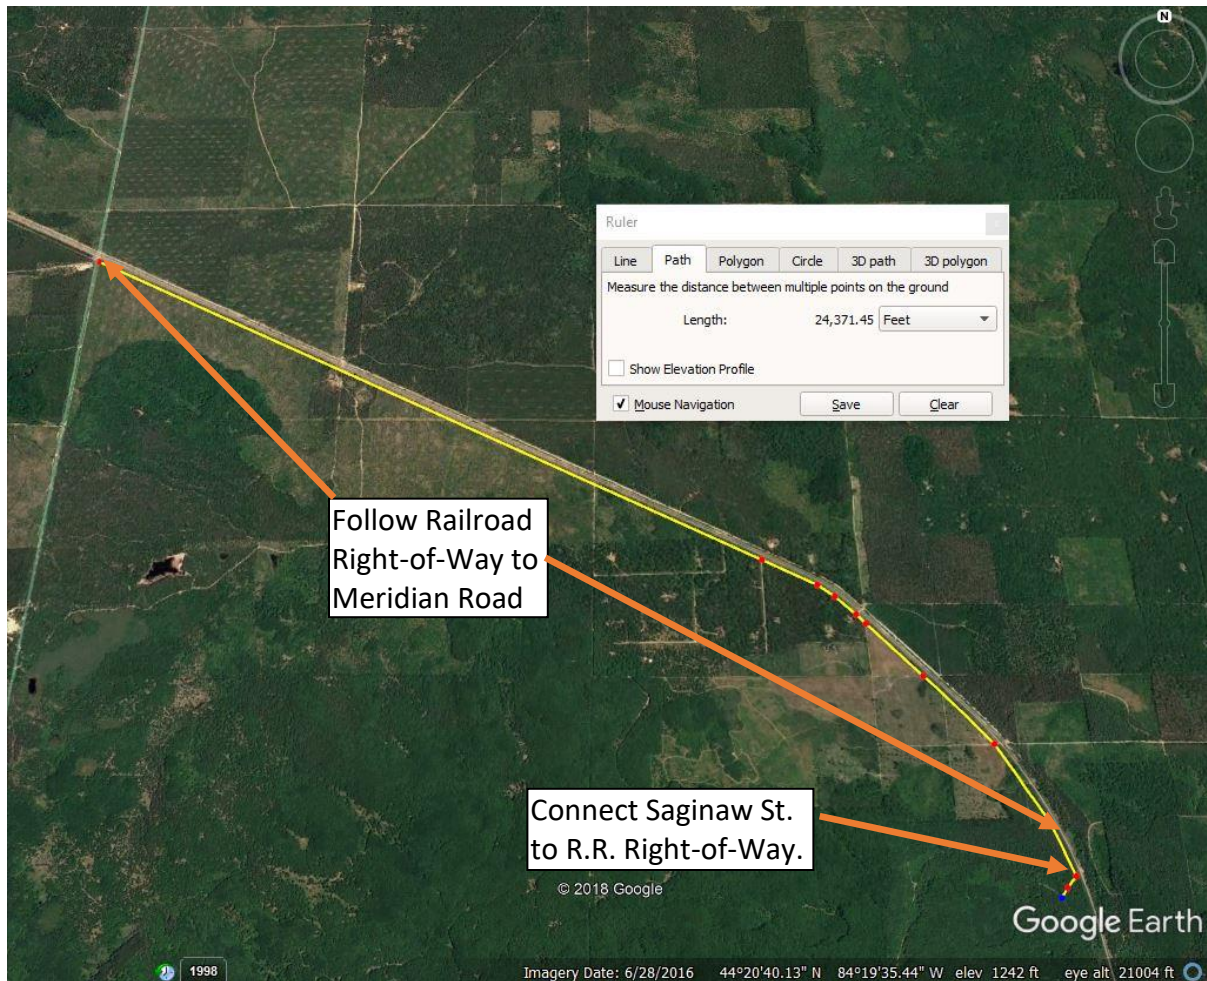 N
Ruler
Line Path Polygon Circle 3D path 3D polygon
Measure the distance between multiple points on the ground
Length: 24,371.45 Feet
Show Elevation Profile
Mouse Navigation Save Clear
Follow Railroad
Right-of-Way to
Meridian Road
Connect Saginaw St.
to R.R. Right-of-Way.
© 2018 Google
Google Earth
1998
Imagery Date: 6/28/2016 44°20'40.13" N 84°19'35.44" W elev 1242 ft eye alt 21004 ft